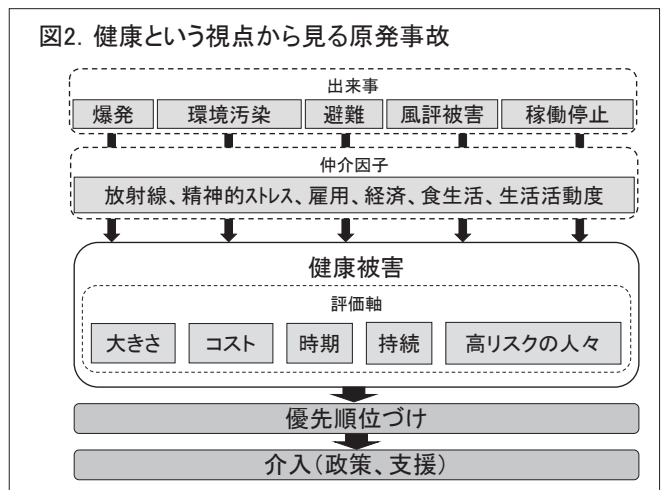 図2. 健康という視点から見る原発事故
出来事
爆発 環境汚染 避難 風評被害 稼働停止
仲介因子
放射線、精神的ストレス、雇用、経済、食生活、生活活動度
健康被害
評価軸
大きさ コスト 時期 持続 高リスクの人々
優先順位づけ
介入(政策、支援)